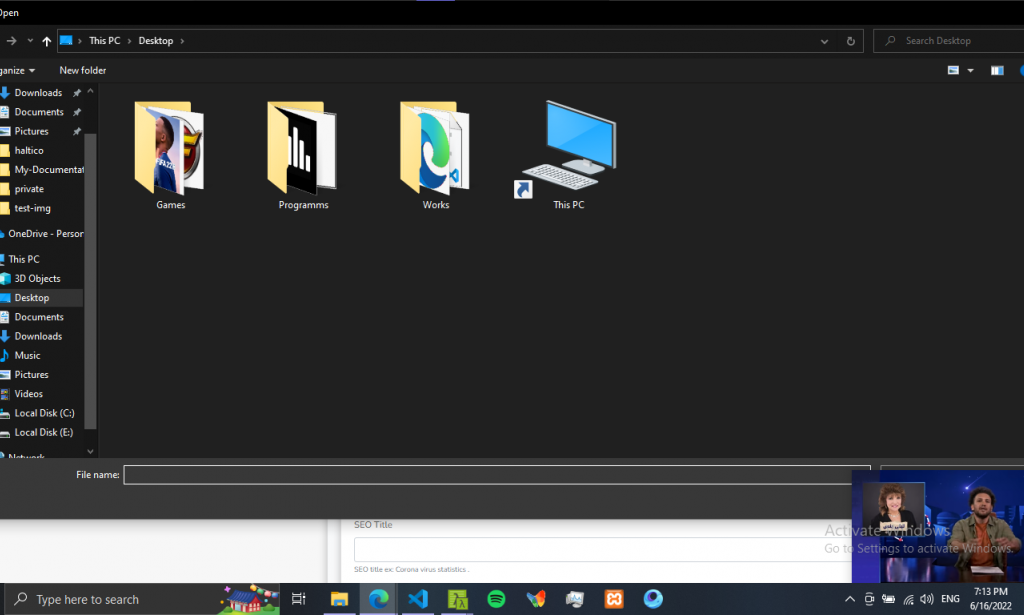 Open
This PC
Desktop
Search Desktop
ganize
New folder
Downloads
Documents
Pictures
haltico
My-Documentat
private
test-img
OneDrive - Person
This PC
3D Objects
Desktop
Documents
Downloads
Music
Pictures
Videos
Local Disk (C:)
Local Disk (E:)
Network
FIFA 22
Games
Programms
Works
This PC
File name:
SEO Title
SEO title ex: Corona virus statistics..
Activate Windows
Go to Settings to activate Windows.
Type here to search
ENG
7:13 PM
6/16/2022